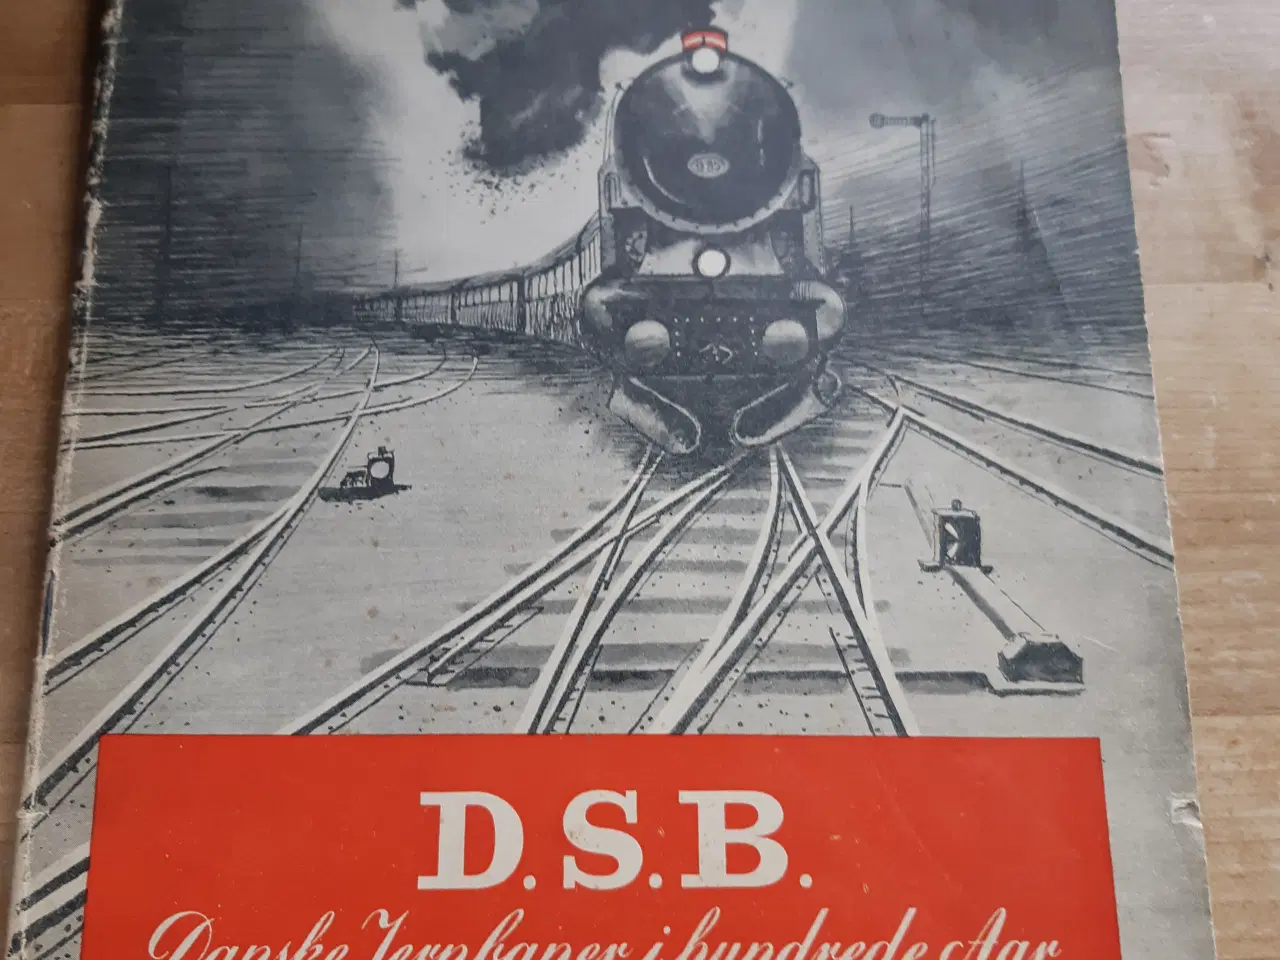 D.S.B.
Danske Jernbaner i hundrede Aar